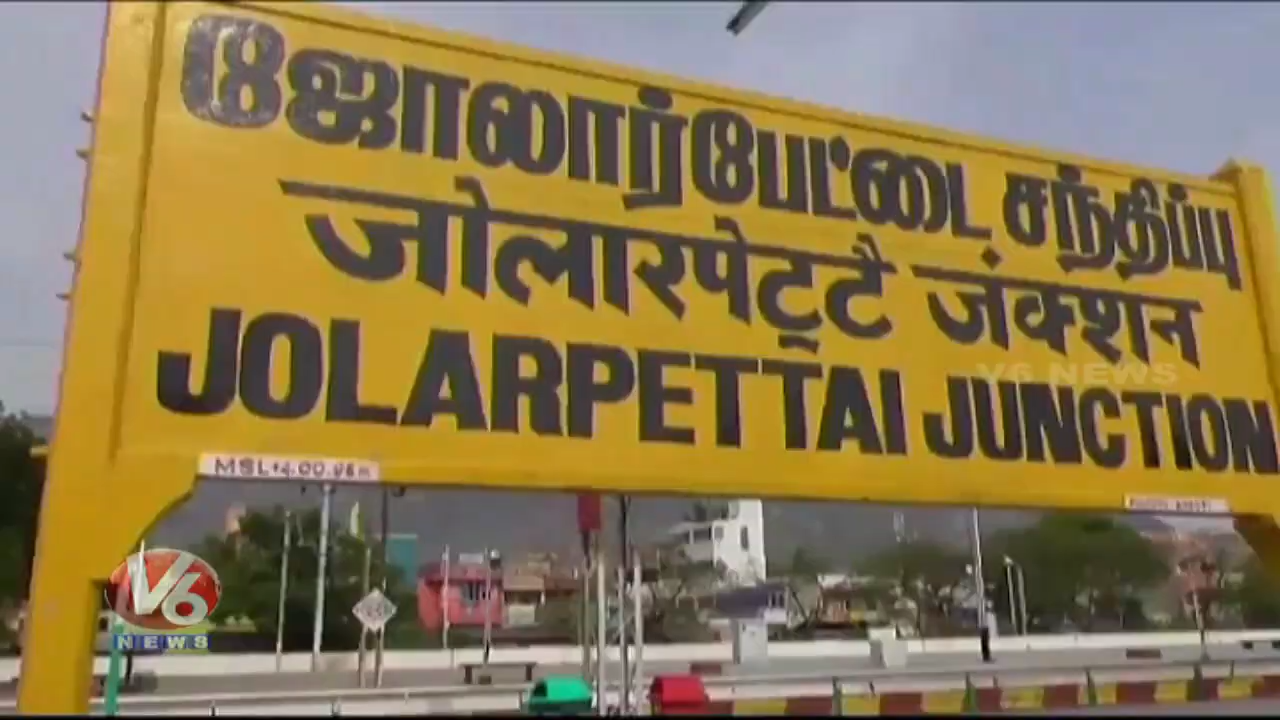 ஜோலார்பேட்டை சந்திப்பு
जोलारपेट्टै जंक्शन
JOLARPETTAI JUNCTION
V6 NEWS
V6
NEWS